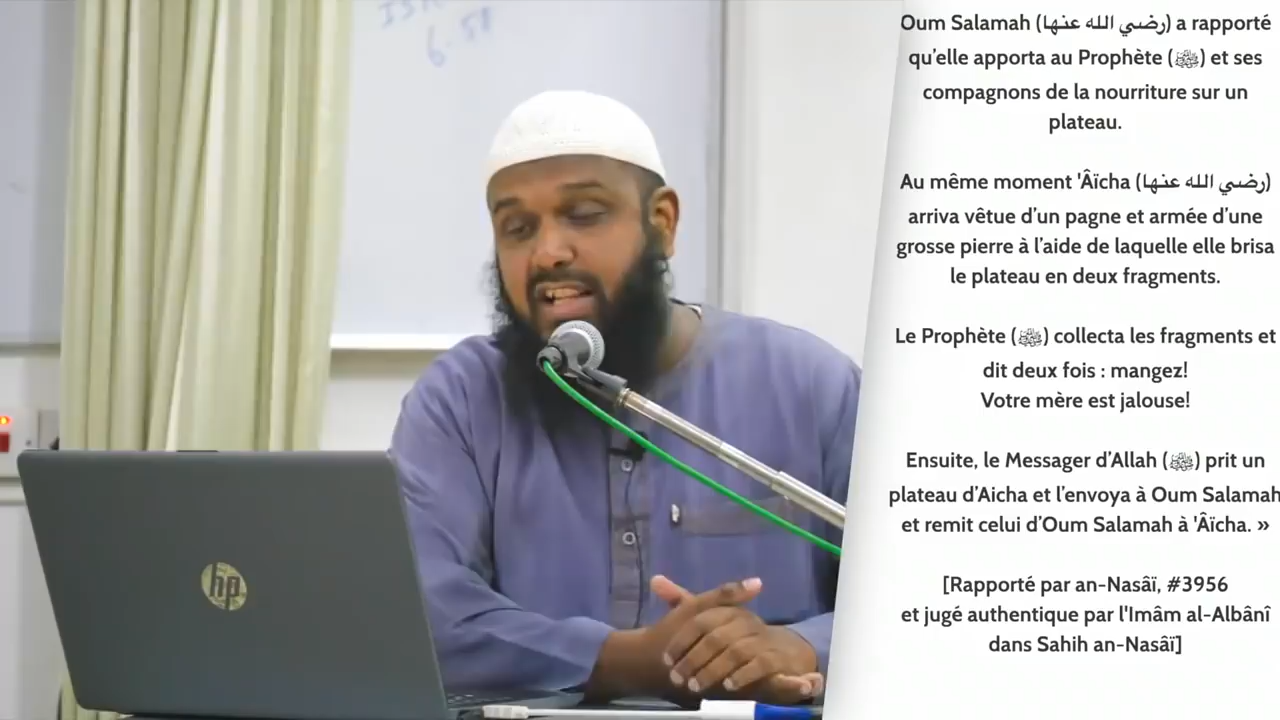 IS
6.50
Oum Salamah (رضي الله عنها) a rapporté
qu'elle apporta au Prophète (ﷺ) et ses
compagnons de la nourriture sur un
plateau.
Au même moment 'Âïcha (رضي الله عنها)
arriva vêtue d'un pagne et armée d'une
grosse pierre à l'aide de laquelle elle brisa
le plateau en deux fragments.
Le Prophète (ﷺ) collecta les fragments et
dit deux fois : mangez!
Votre mère est jalouse!
Ensuite, le Messager d'Allah (ﷺ) prit un
plateau d'Aicha et l'envoya à Oum Salamah
et remit celui d'Oum Salamah à 'Âïcha. »
[Rapporté par an-Nasâï, #3956
et jugé authentique par l'Imâm al-Albânî
dans Sahih an-Nasâï]
hp